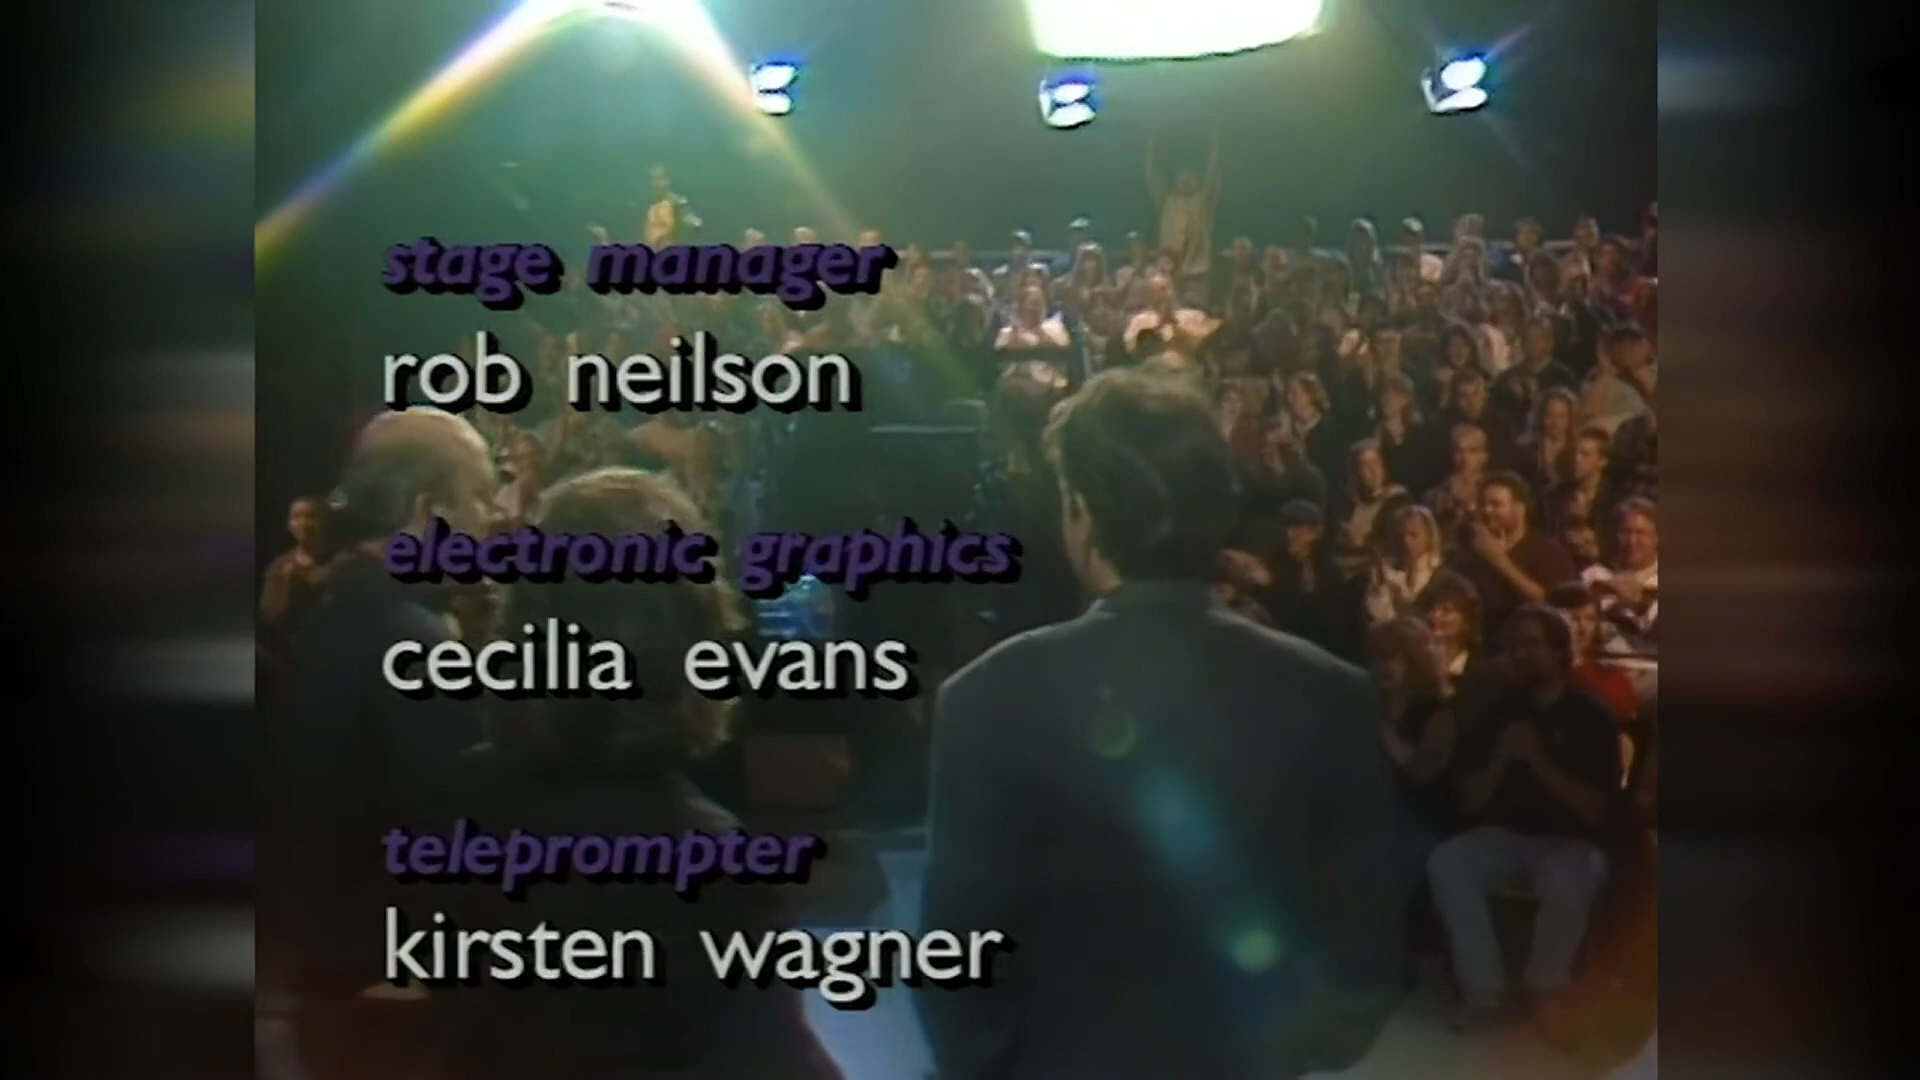 stage manager
rob neilson
electronic graphics
cecilia evans
teleprompter
kirsten wagner